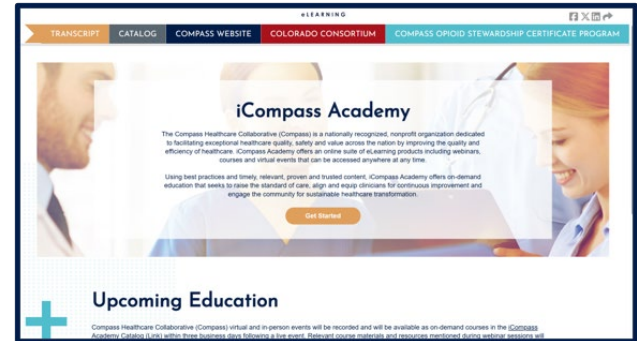 eLEARNING
TRANSCRIPT CATALOG COMPASS WEBSITE COLORADO CONSORTIUM COMPASS OPIOID STEWARDSHIP CERTIFICATE PROGRAM
iCompass Academy
The Compass Healthcare Collaborative (Compass) is a nationally recognized, nonprofit organization dedicated
to facilitating exceptional healthcare quality, safety and value across the nation by improving the quality and
efficiency of healthcare. iCompass Academy offers an online suite of eLearning products including webinars,
courses and virtual events that can be accessed anywhere at any time.
Using best practices and timely, relevant, proven and trusted content, iCompass Academy offers on-demand
education that seeks to raise the standard of care, align and equip clinicians for continuous improvement and
engage the community for sustainable healthcare transformation.
Get Started
Upcoming Education
Compass Healthcare Collaborative (Compass) virtual and in-person events will be recorded and will be available as on-demand courses in the iCompass
Academy Catalog (Link) within three business days following a live event. Relevant course materials and resources mentioned during webinar sessions will